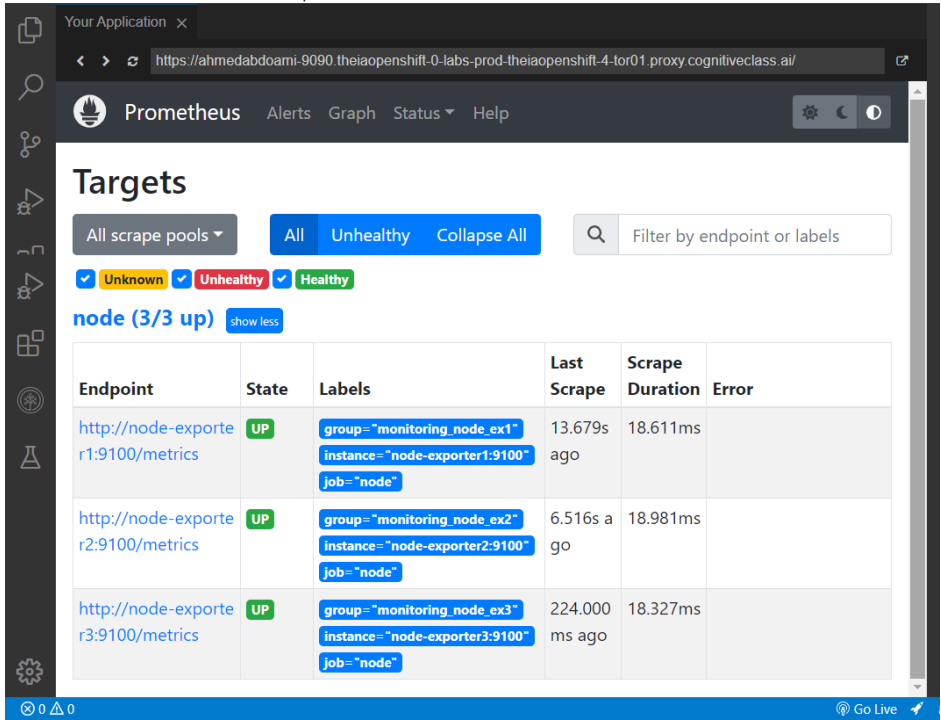 Your Application
https://ahmedabdoami-9090.theiaopenshift-0-labs-prod-theiaopenshift-4-tor01.proxy.cognitiveclass.ai/
Prometheus Alerts Graph Status Help
Targets
All scrape pools All Unhealthy Collapse All Filter by endpoint or labels
Unknown Unhealthy Healthy
node (3/3 up) show less
Endpoint State Labels Last Scrape Scrape Duration Error
http://node-exporte
r1:9100/metrics
UP
group="monitoring_node_ex1"
instance="node-exporter1:9100"
job="node"
13.679s
ago
18.611ms
http://node-exporte
r2:9100/metrics
UP
group="monitoring_node_ex2"
instance="node-exporter2:9100"
job="node"
6.516s a
go
18.981ms
http://node-exporte
r3:9100/metrics
UP
group="monitoring_node_ex3"
instance="node-exporter3:9100"
job="node"
224.000
ms ago
18.327ms
0 0 Go Live